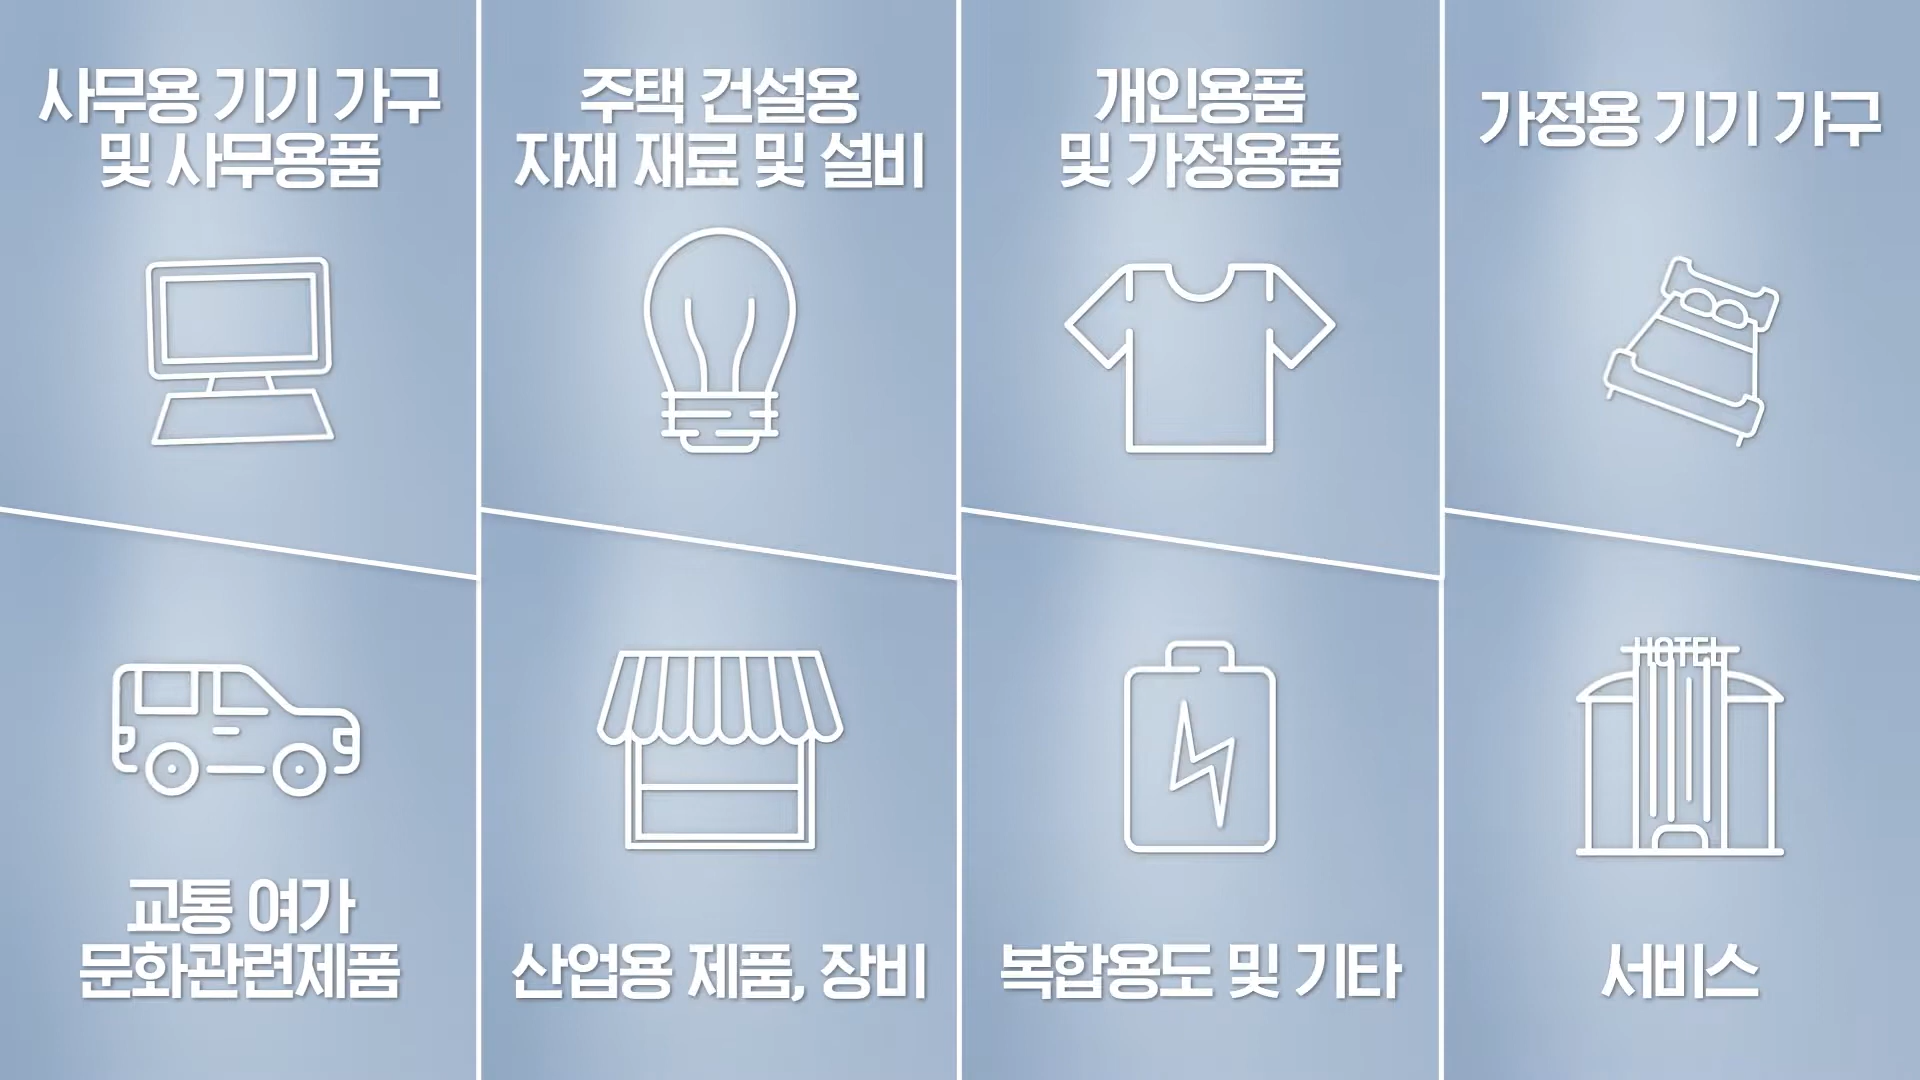 사무용 기기 가구
및 사무용품
주택 건설용
자재 재료 및 설비
개인용품
및 가정용품
가정용 기기 가구
교통 여가
문화관련제품
산업용 제품, 장비
복합용도 및 기타
HOTEL
서비스